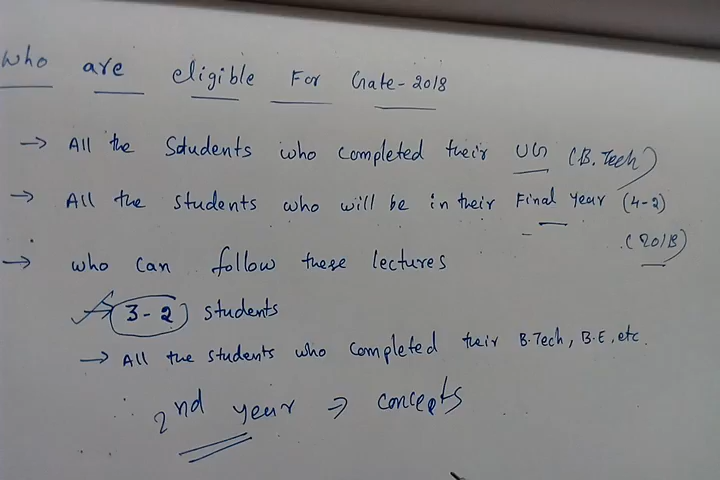 Who are eligible For Gate-2018
→ All the Students who completed their UG (B.Tech)
→ All the students who will be in their Final year (4-2)
(2018)
→ who can follow these lectures
→ 3-2 students
→ All the students who completed their B.Tech, B.E, etc.
2nd year → concepts